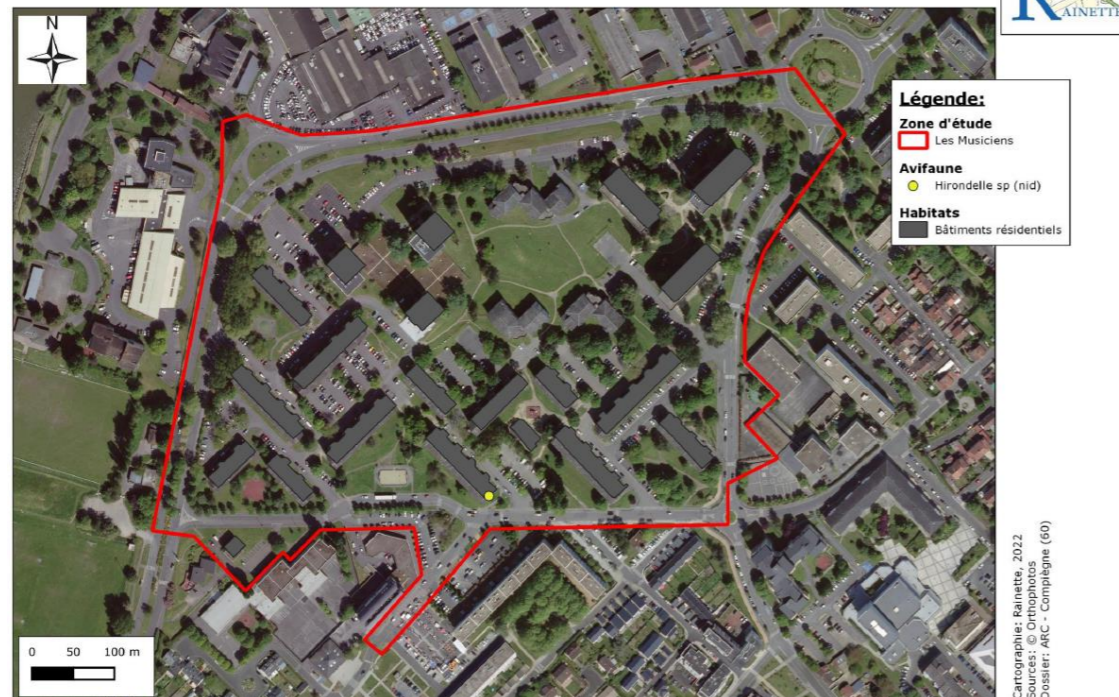 N
RAINETTE
Légende:
Zone d'étude
Les Musiciens
Avifaune
Hirondelle sp (nid)
Habitats
Bâtiments résidentiels
0 50 100 m
Cartographie: Rainette, 2022
Sources: © Orthophotos
Dossier: ARC - Compiègne (60)